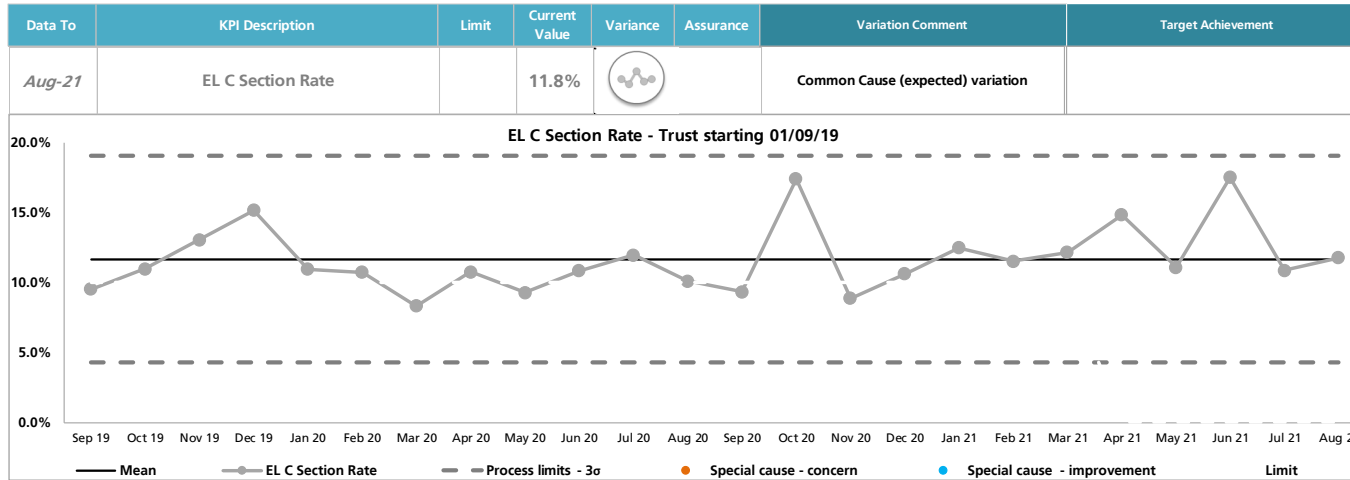 Data To KPI Description Limit Current Value Variance Assurance Variation Comment Target Achievement
Aug-21 EL C Section Rate 11.8% Common Cause (expected) variation
EL C Section Rate - Trust starting 01/09/19
20.0%
15.0%
10.0%
5.0%
0.0%
Sep 19 Oct 19 Nov 19 Dec 19 Jan 20 Feb 20 Mar 20 Apr 20 May 20 Jun 20 Jul 20 Aug 20 Sep 20 Oct 20 Nov 20 Dec 20 Jan 21 Feb 21 Mar 21 Apr 21 May 21 Jun 21 Jul 21 Aug 2
Mean EL C Section Rate Process limits - 3σ Special cause - concern Special cause - improvement Limit